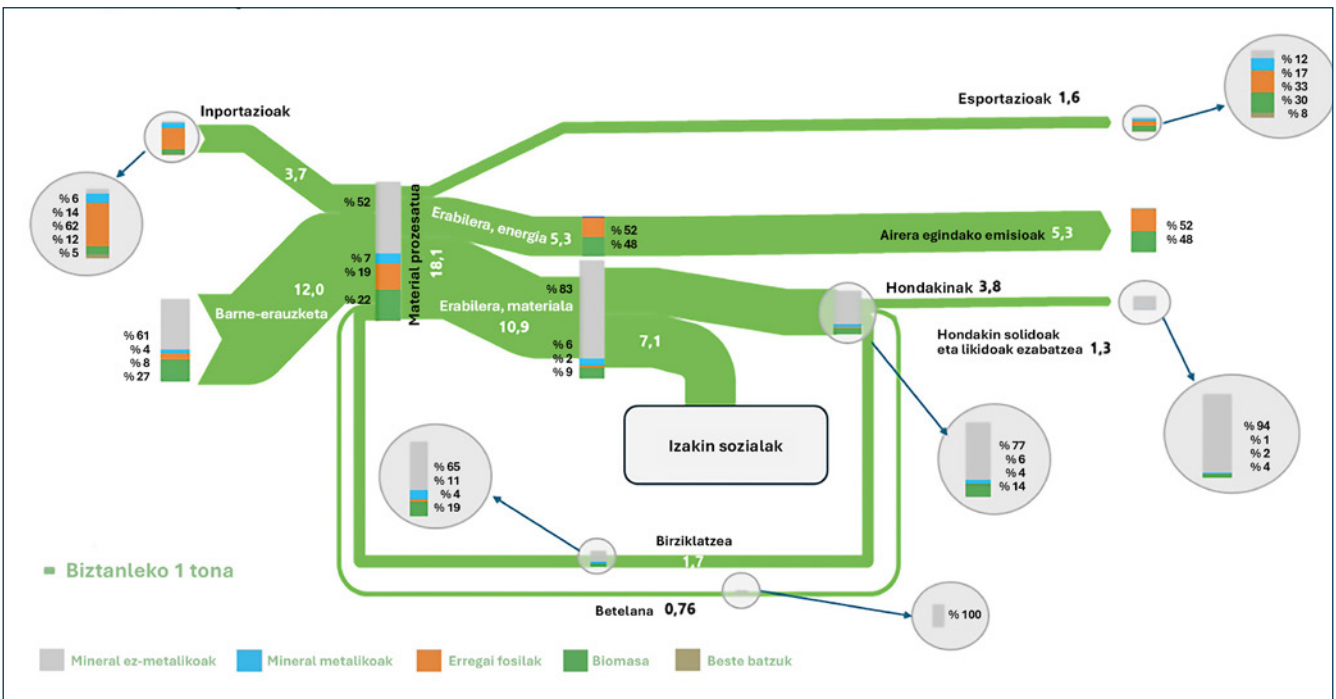 Inportazioak
3,7
% 6
% 14
% 62
% 12
% 5
12,0
Barne-erauzketa
% 61
% 4
% 8
% 27
% 52
% 7
% 19
% 22
Material prozesatua
18,1
Esportazioak 1,6
% 12
% 17
% 33
% 30
% 8
Erabilera, energia 5,3
% 52
% 48
Airera egindako emisioak 5,3
% 52
% 48
Erabilera, materiala
10,9
% 83
% 6
% 2
% 9
7,1
Izakin sozialak
Hondakinak 3,8
Hondakin solidoak
eta likidoak ezabatzea 1,3
% 94
% 1
% 2
% 4
% 77
% 6
% 4
% 14
% 65
% 11
% 4
% 19
Birziklatzea
1,7
Betelana 0,76
% 100
Biztanleko 1 tona
Mineral ez-metalikoak
Mineral metalikoak
Erregai fosilak
Biomasa
Beste batzuk